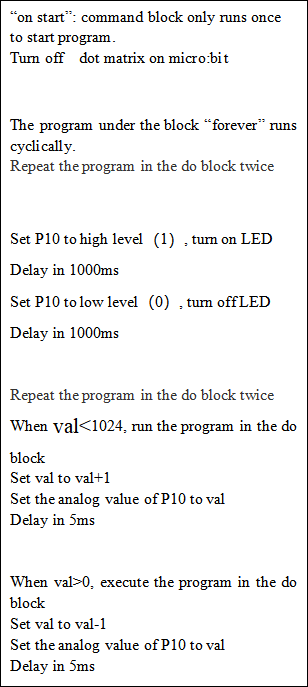 “on start”: command block only runs once
to start program.
Turn off dot matrix on micro:bit
The program under the block “forever” runs
cyclically.
Repeat the program in the do block twice
Set P10 to high level（1）, turn on LED
Delay in 1000ms
Set P10 to low level（0）, turn off LED
Delay in 1000ms
Repeat the program in the do block twice
When val<1024, run the program in the do
block
Set val to val+1
Set the analog value of P10 to val
Delay in 5ms
When val>0, execute the program in the do
block
Set val to val-1
Set the analog value of P10 to val
Delay in 5ms